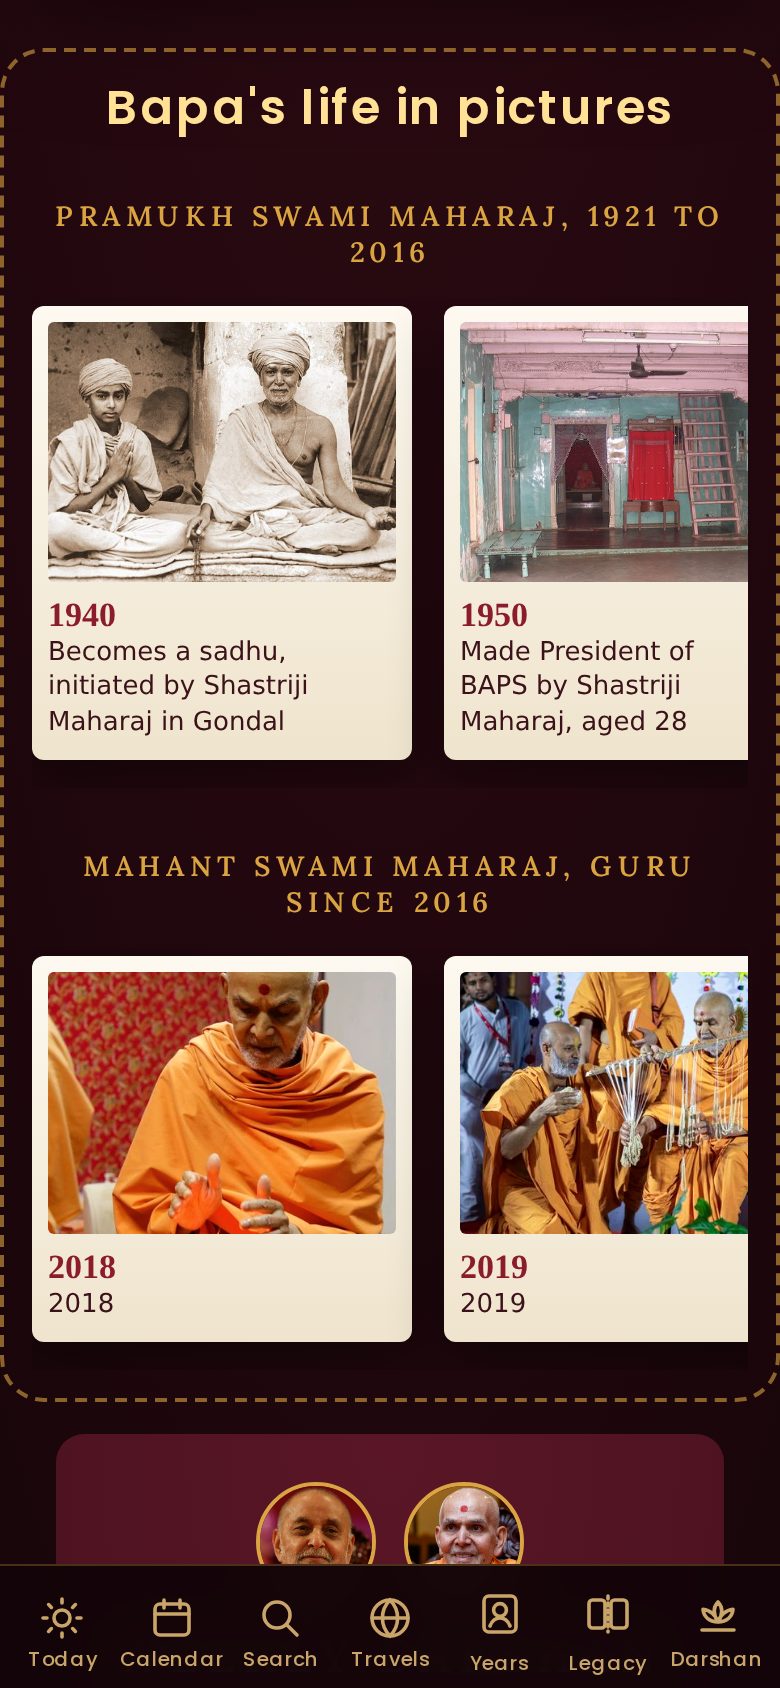 Bapa's life in pictures
PRAMUKH SWAMI MAHARAJ, 1921 TO
2016
1940
Becomes a sadhu,
initiated by Shastriji
Maharaj in Gondal
1950
Made President of
BAPS by Shastriji
Maharaj, aged 28
MAHANT SWAMI MAHARAJ, GURU
SINCE 2016
2018
2018
2019
2019
Today
Calendar
Search
Travels
Years
Legacy
Darshan